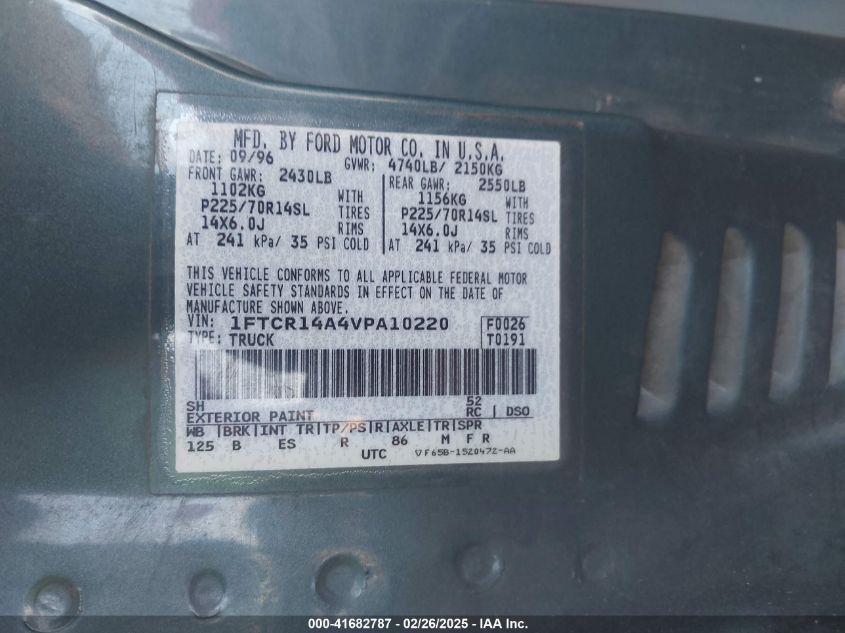 MFD. BY FORD MOTOR CO. IN U.S.A.
DATE: 09/96 GVWR: 4740LB/ 2150KG
FRONT GAWR: 2430LB REAR GAWR: 2550LB
1102KG WITH 1156KG WITH
P225/70R14SL TIRES P225/70R14SL TIRES
14X6.0J RIMS 14X6.0J RIMS
AT 241 kPa/ 35 PSI COLD AT 241 kPa/ 35 PSI COLD
THIS VEHICLE CONFORMS TO ALL APPLICABLE FEDERAL MOTOR
VEHICLE SAFETY STANDARDS IN EFFECT ON THE DATE OF
MANUFACTURE SHOWN ABOVE.
VIN: 1FTCR14A4VPA10220 F0026
TYPE: TRUCK T0191
SH 52
EXTERIOR PAINT RC DSO
WB BRK INT TR TP/PS R AXLE TR SPR
125 B ES R 86 M F R
UTC VF65B-1520472-AA
000-41682787 - 02/26/2025 - IAA Inc.